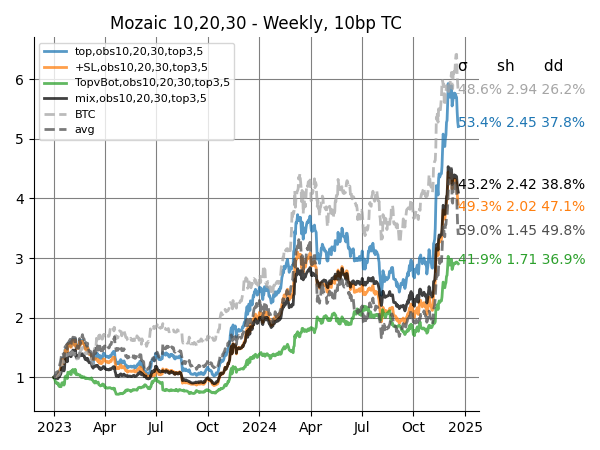 Mozaic 10,20,30 - Weekly, 10bp TC
top,obs10,20,30,top3,5
+SL,obs10,20,30,top3,5
TopvBot,obs10,20,30,top3,5
mix,obs10,20,30,top3,5
BTC
avg
σ sh dd
48.6% 2.94 26.2%
53.4% 2.45 37.8%
43.2% 2.42 38.8%
49.3% 2.02 47.1%
59.0% 1.45 49.8%
41.9% 1.71 36.9%
6
5
4
3
2
1
2023 Apr Jul Oct 2024 Apr Jul Oct 2025